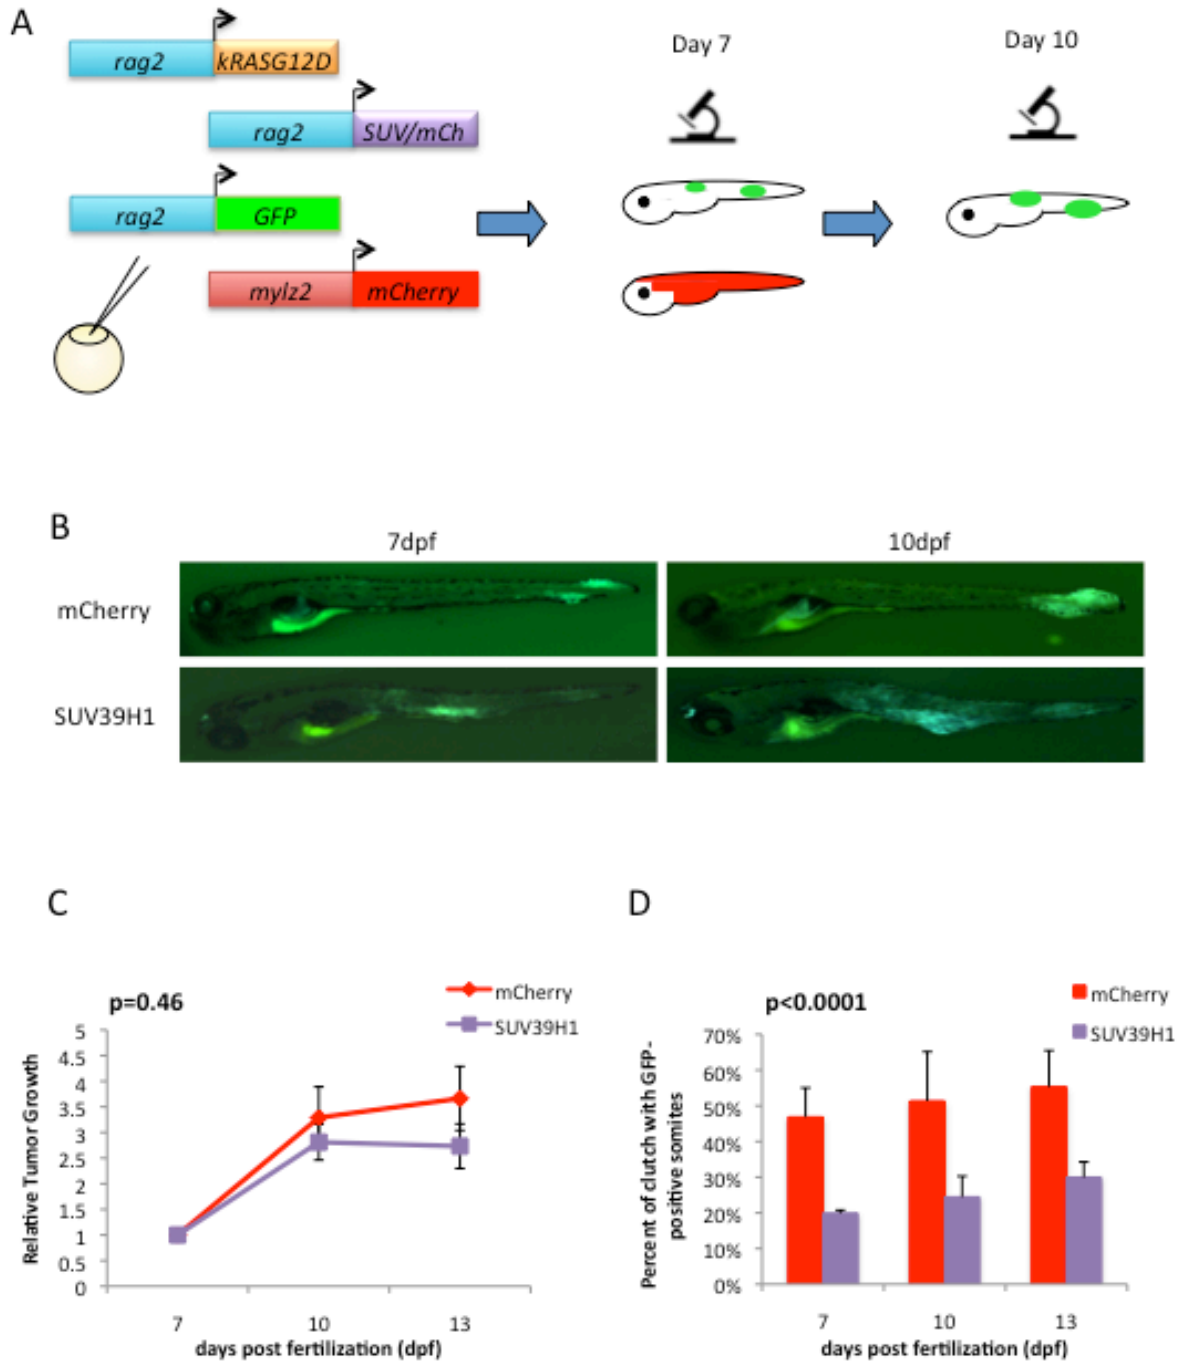 A
rag2 kRASG12D
rag2 SUV/mCh
rag2 GFP
mylz2 mCherry
Day 7
Day 10
B
7dpf
10dpf
mCherry
SUV39H1
C
p=0.46
mCherry
SUV39H1
Relative Tumor Growth
5
4.5
4
3.5
3
2.5
2
1.5
1
0.5
0
7 10 13
days post fertilization (dpf)
D
p<0.0001
mCherry
SUV39H1
Percent of clutch with GFP-
positive somites
70%
60%
50%
40%
30%
20%
10%
0%
7 10 13
days post fertilization (dpf)